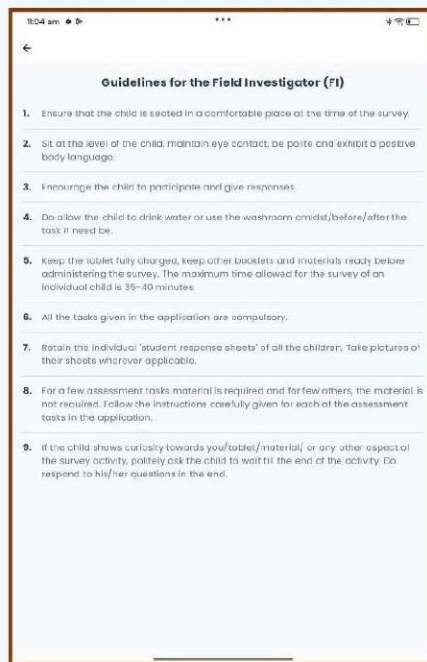 11:04 am
Guidelines for the Field Investigator (FI)
1. Ensure that the child is seated in a comfortable place at the time of the survey.
2. Sit at the level of the child, maintain eye contact, be polite and exhibit a positive
body language.
3. Encourage the child to participate and give responses.
4. Do allow the child to drink water or use the washroom amidst/before/after the
task if need be.
5. Keep the tablet fully charged, keep other booklets and materials ready before
administering the survey. The maximum time allowed for the survey of an
individual child is 35-40 minutes.
6. All the tasks given in the application are compulsory.
7. Retain the individual 'student response sheets' of all the children. Take pictures of
their sheets wherever applicable.
8. For a few assessment tasks material is required and for few others, the material is
not required. Follow the instructions carefully given for each of the assessment
tasks in the application.
9. If the child shows curiosity towards you/tablet/material/ or any other aspect of
the survey activity, politely ask the child to wait till the end of the activity. Do
respond to his/her questions in the end.